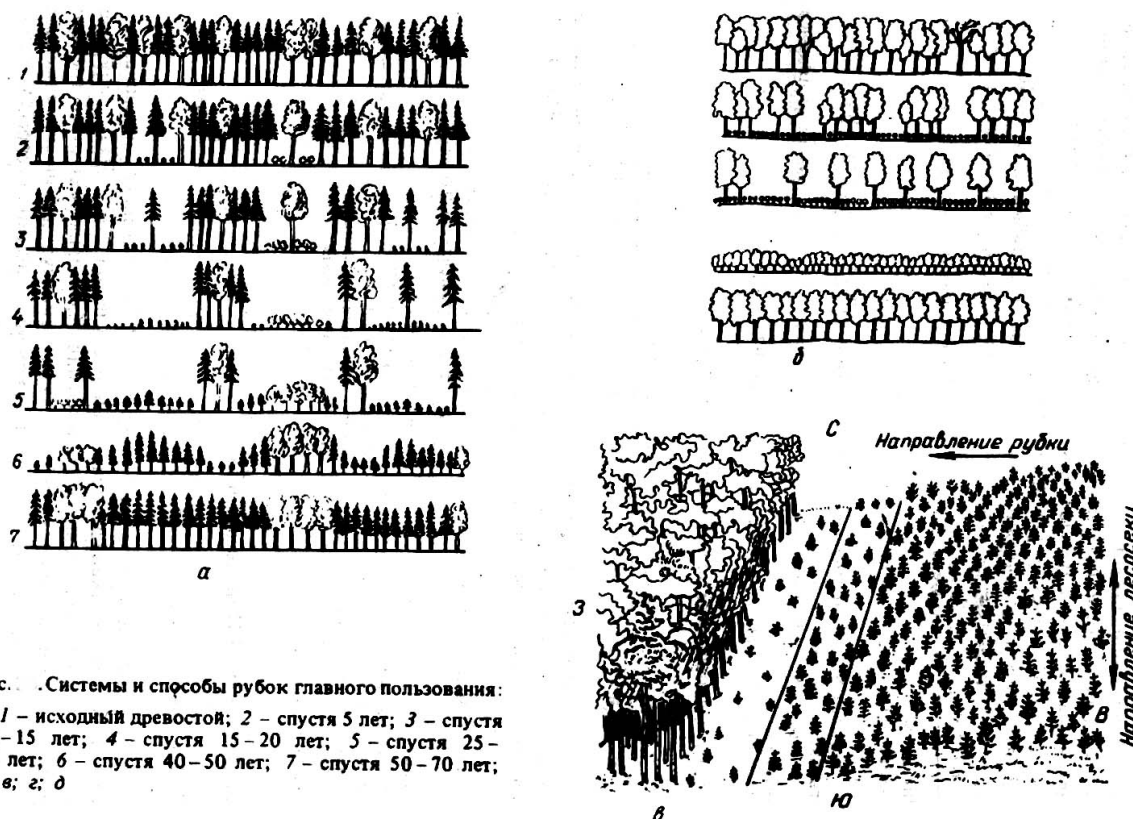 1
2
3
4
5
6
7
а
б
С
Направление рубки
З
Направление лесосеки
В
Ю
в
с. . Системы и способы рубок главного пользования:
1 – исходный древостой; 2 – спустя 5 лет; 3 – спустя
–15 лет; 4 – спустя 15–20 лет; 5 – спустя 25–
лет; 6 – спустя 40–50 лет; 7 – спустя 50–70 лет;
в; г; д